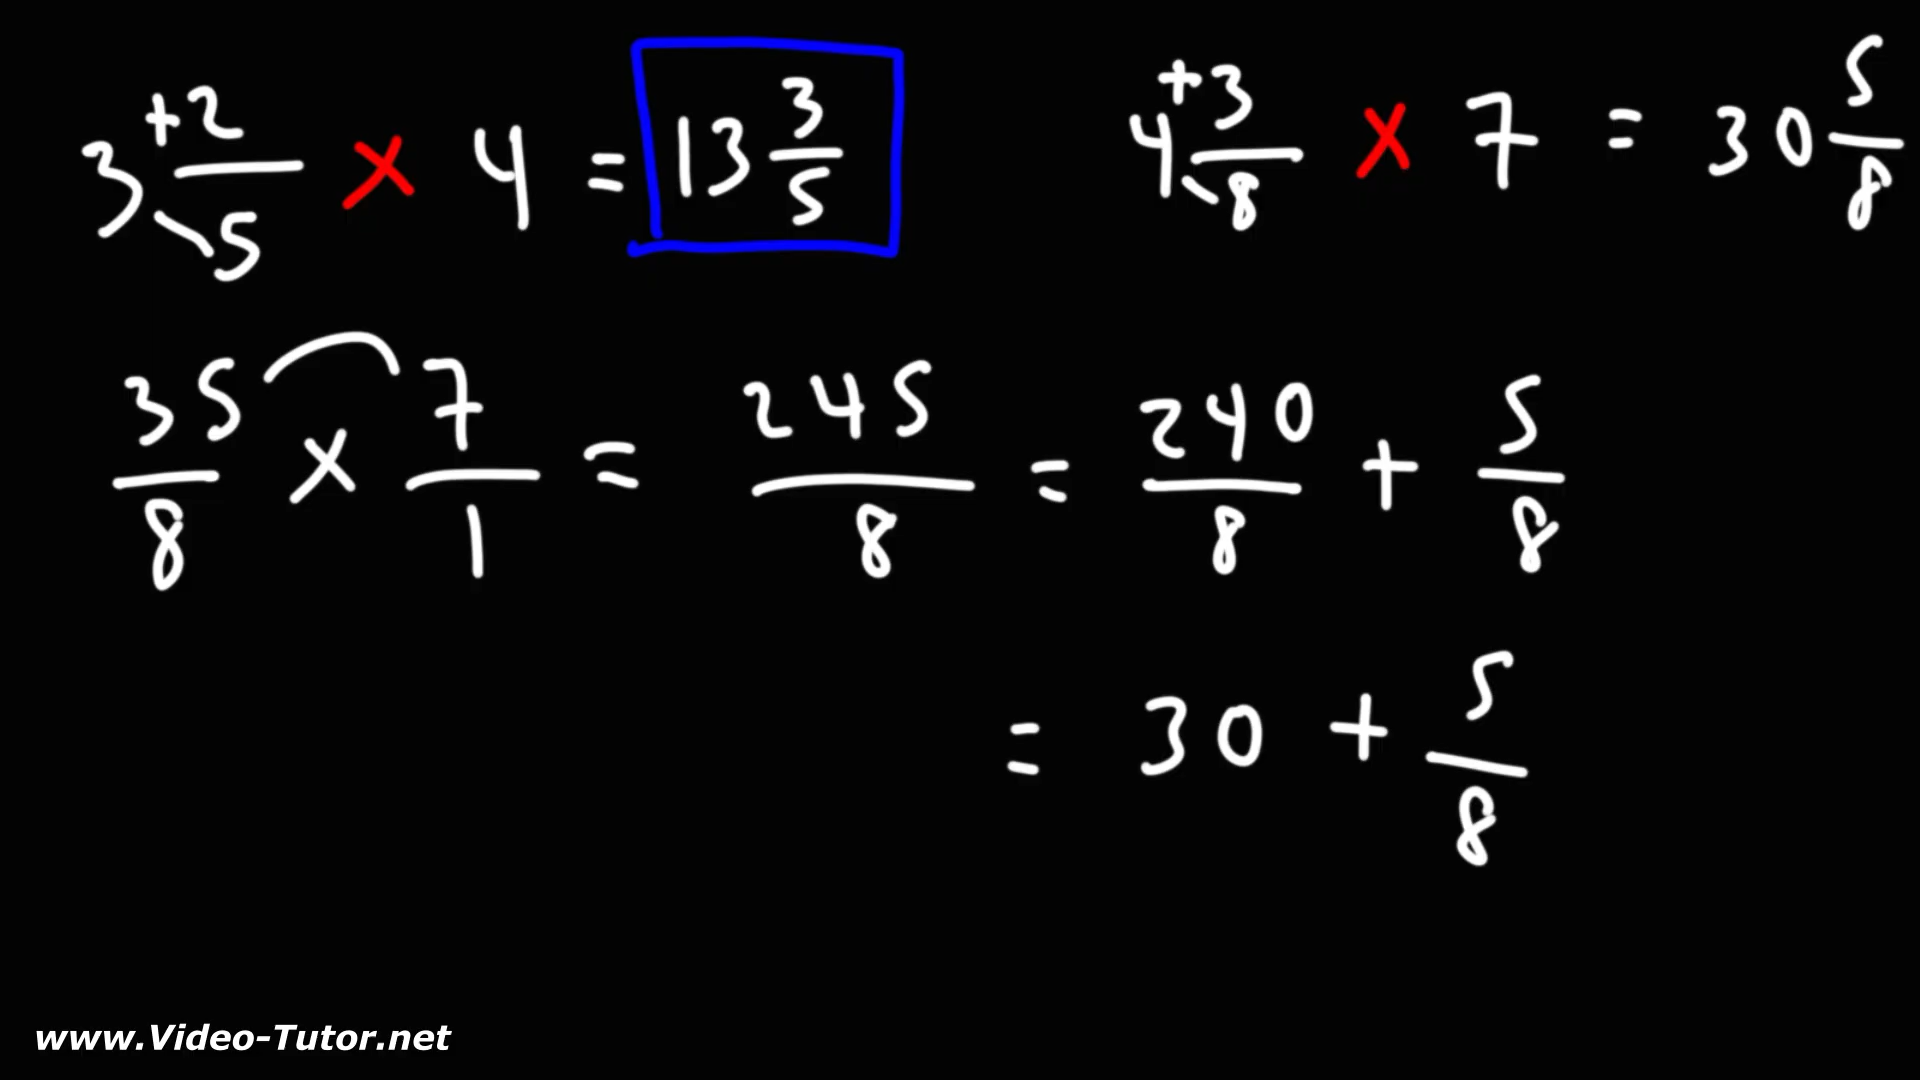 3 +2/5 × 4 = 13 3/5
4 +3/8 × 7 = 30 5/8
35/8 × 7/1 = 245/8 = 240/8 + 5/8
= 30 + 5/8
www.Video-Tutor.net